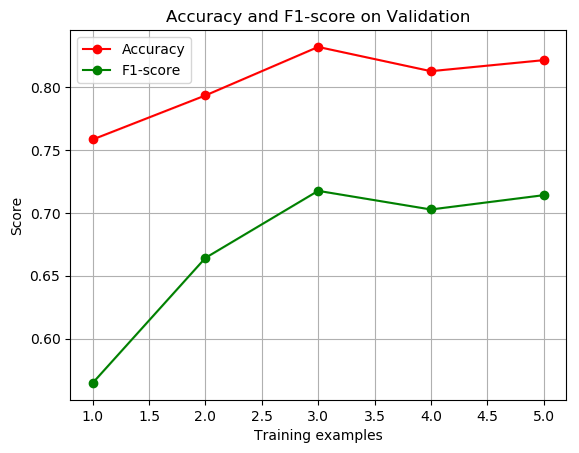 Accuracy and F1-score on Validation
Accuracy
F1-score
0.80
0.75
0.70
0.65
0.60
Score
1.0 1.5 2.0 2.5 3.0 3.5 4.0 4.5 5.0
Training examples